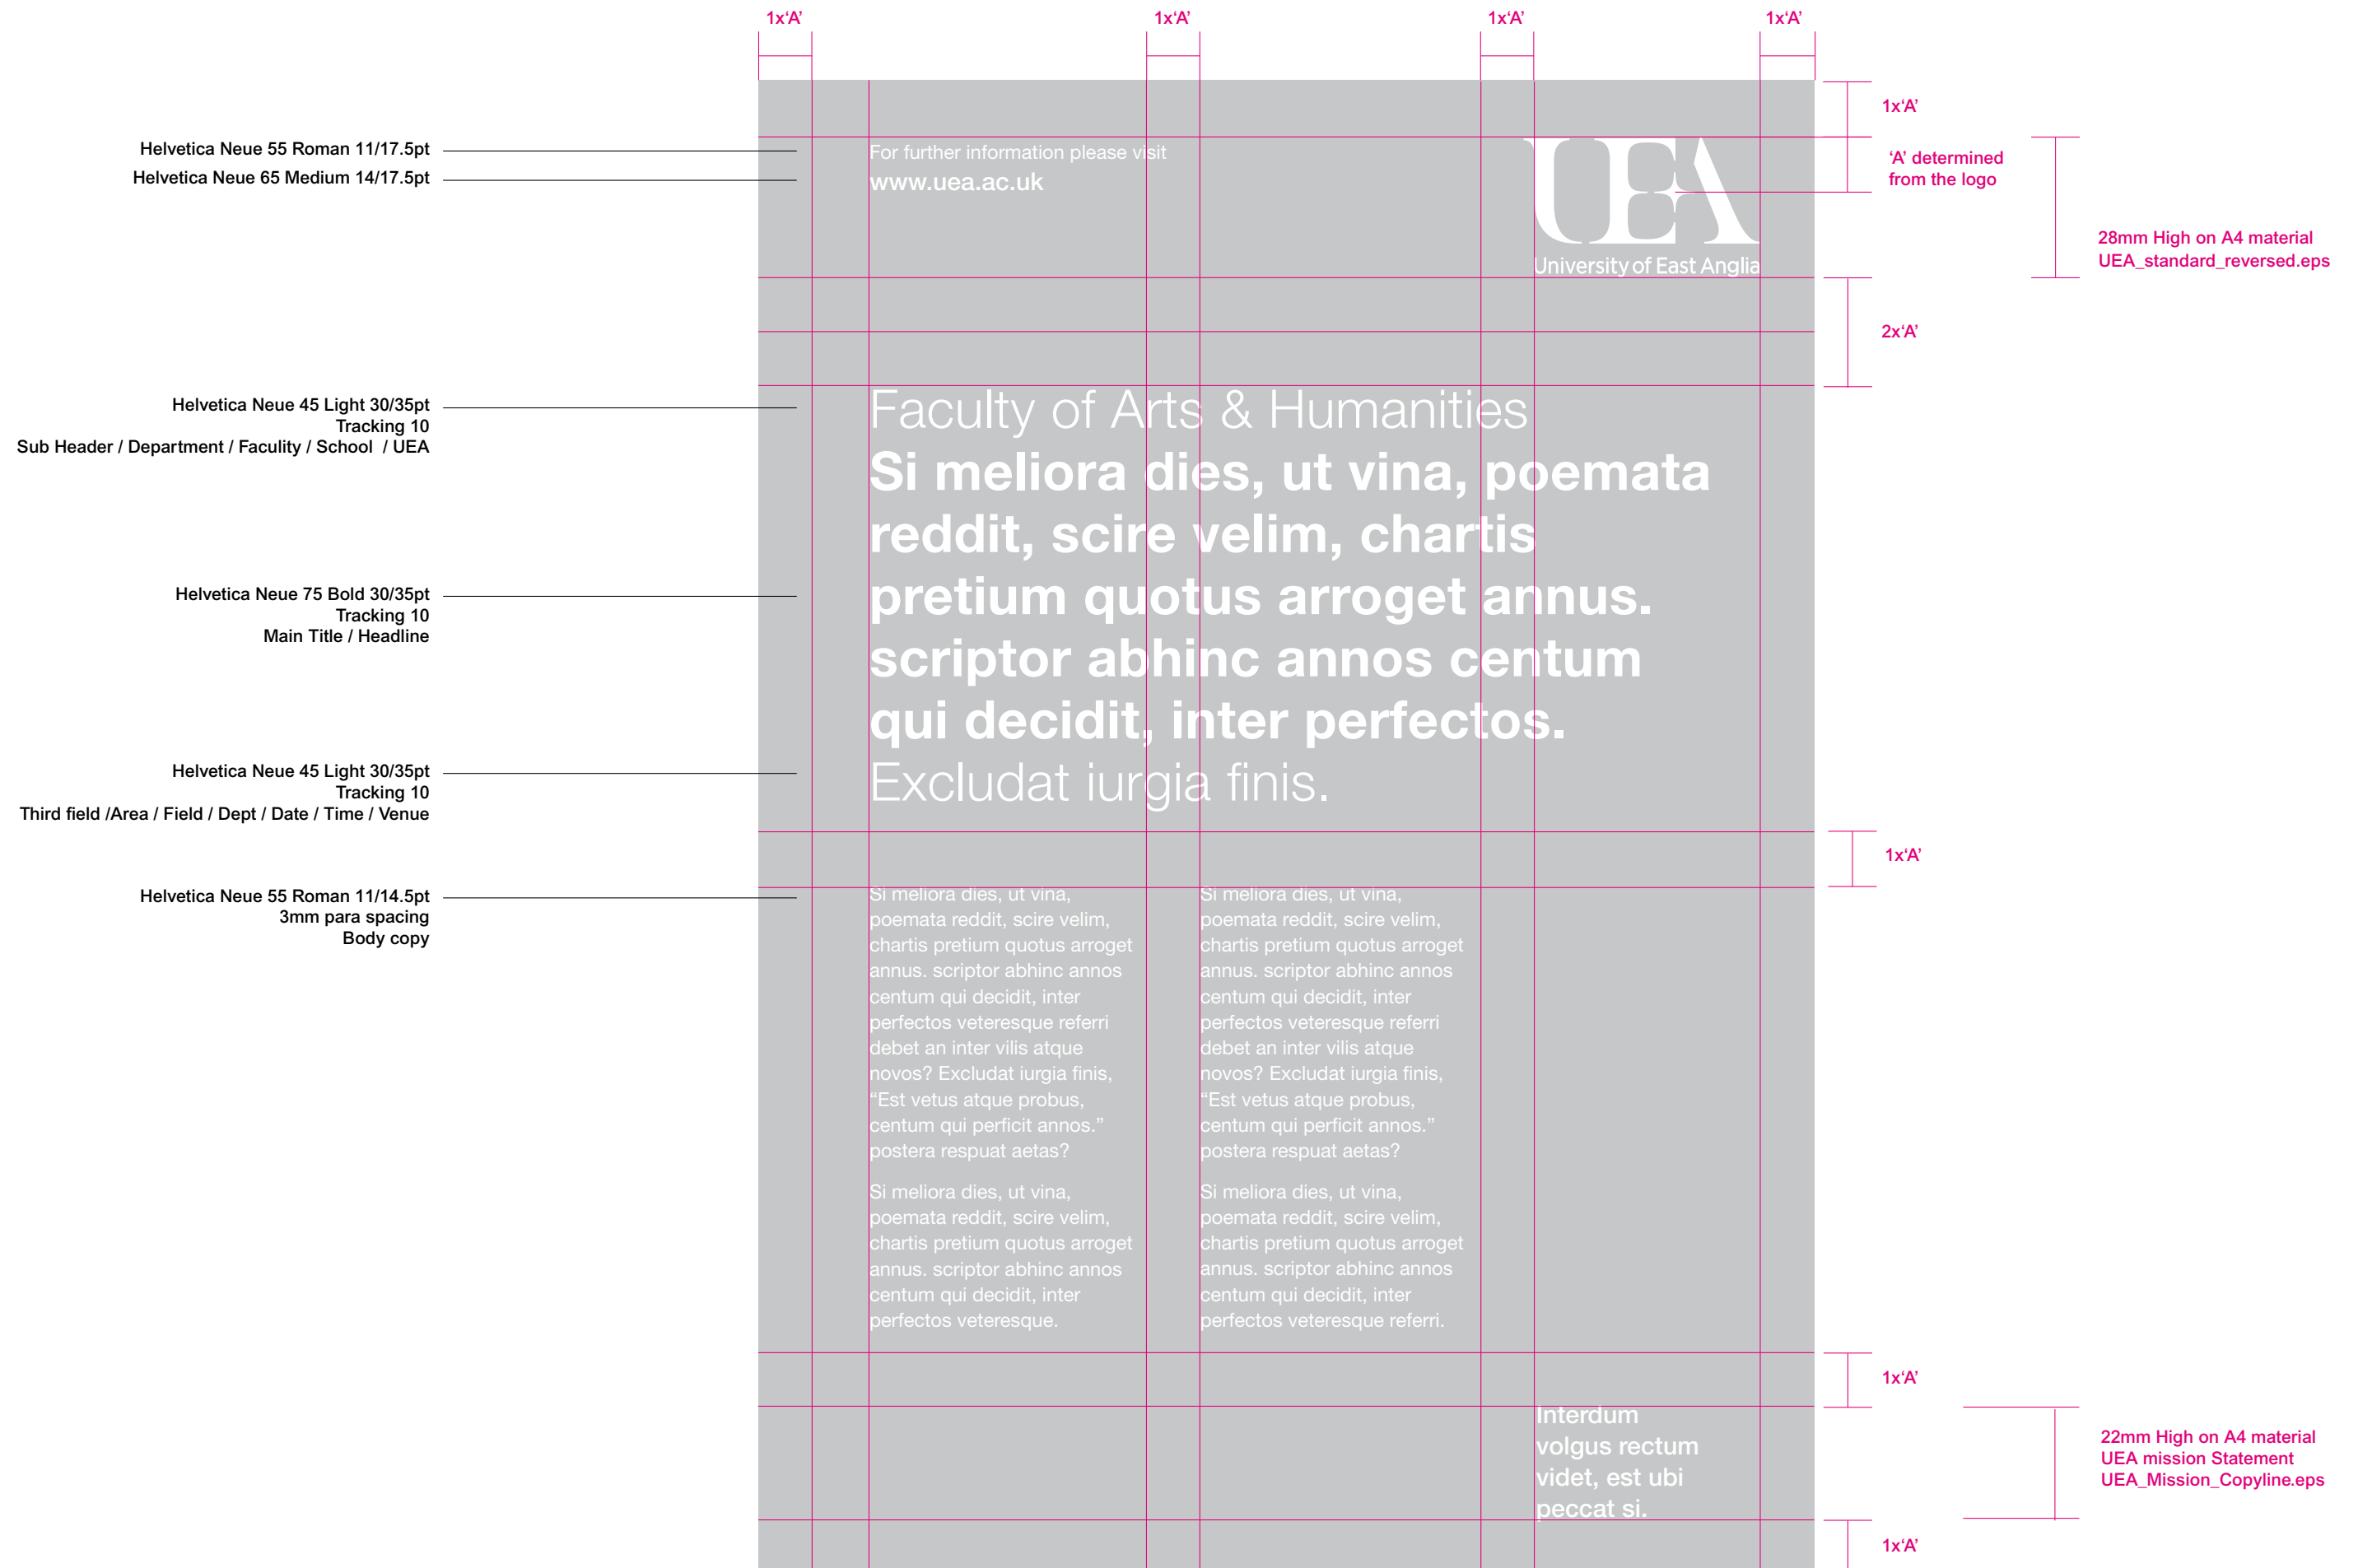 1x‘A’
1x‘A’
1x‘A’
1x‘A’
1x‘A’
Helvetica Neue 55 Roman 11/17.5pt
Helvetica Neue 65 Medium 14/17.5pt
For further information please visit
www.uea.ac.uk
UEA
University of East Anglia
‘A’ determined
from the logo
28mm High on A4 material
UEA_standard_reversed.eps
2x‘A’
Helvetica Neue 45 Light 30/35pt
Tracking 10
Sub Header / Department / Faculity / School / UEA
Faculty of Arts & Humanities
Si meliora dies, ut vina, poemata
reddit, scire velim, chartis
pretium quotus arroget annus.
scriptor abhinc annos centum
qui decidit, inter perfectos.
Excludat iurgia finis.
Helvetica Neue 75 Bold 30/35pt
Tracking 10
Main Title / Headline
Helvetica Neue 45 Light 30/35pt
Tracking 10
Third field /Area / Field / Dept / Date / Time / Venue
1x‘A’
Helvetica Neue 55 Roman 11/14.5pt
3mm para spacing
Body copy
Si meliora dies, ut vina,
poemata reddit, scire velim,
chartis pretium quotus arroget
annus. scriptor abhinc annos
centum qui decidit, inter
perfectos veteresque referri
debet an inter vilis atque
novos? Excludat iurgia finis,
“Est vetus atque probus,
centum qui perficit annos.”
postera respuat aetas?
Si meliora dies, ut vina,
poemata reddit, scire velim,
chartis pretium quotus arroget
annus. scriptor abhinc annos
centum qui decidit, inter
perfectos veteresque.
Si meliora dies, ut vina,
poemata reddit, scire velim,
chartis pretium quotus arroget
annus. scriptor abhinc annos
centum qui decidit, inter
perfectos veteresque referri
debet an inter vilis atque
novos? Excludat iurgia finis,
“Est vetus atque probus,
centum qui perficit annos.”
postera respuat aetas?
Si meliora dies, ut vina,
poemata reddit, scire velim,
chartis pretium quotus arroget
annus. scriptor abhinc annos
centum qui decidit, inter
perfectos veteresque referri.
1x‘A’
Interdum
volgus rectum
videt, est ubi
peccat si.
22mm High on A4 material
UEA mission Statement
UEA_Mission_Copyline.eps
1x‘A’